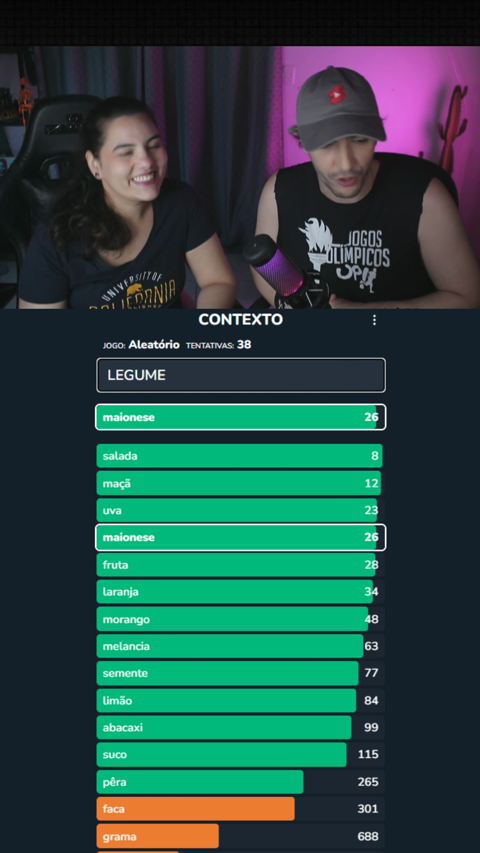 UNIVERSITY OF
CALIFORNIA
JOGOS
OLÍMPICOS
CONTEXTO
JOGO: Aleatório TENTATIVAS: 38
LEGUME
maionese 26
salada 8
maçã 12
uva 23
maionese 26
fruta 28
laranja 34
morango 48
melancia 63
semente 77
limão 84
abacaxi 99
suco 115
pêra 265
faca 301
grama 688